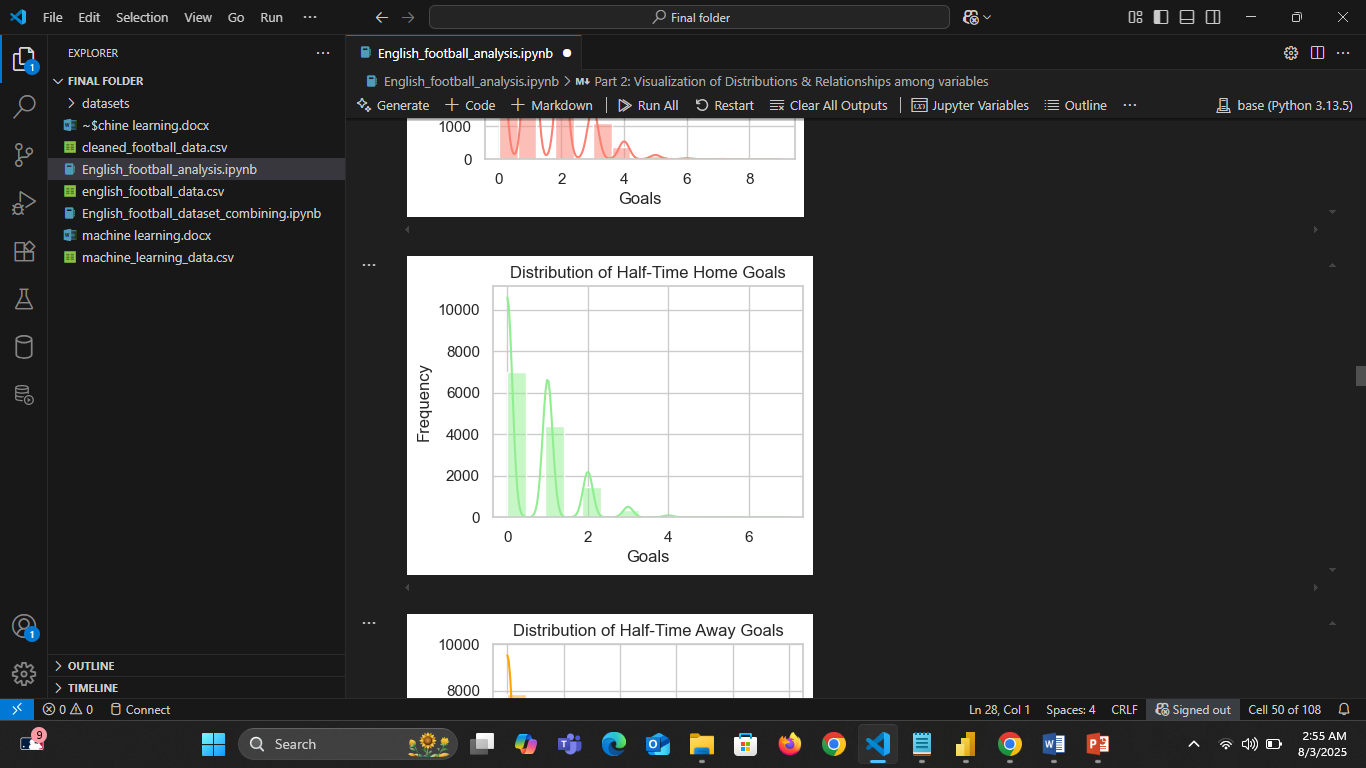 File Edit Selection View Go Run ··· Final folder
EXPLORER ···
FINAL FOLDER
datasets
~$chine learning.docx
cleaned_football_data.csv
English_football_analysis.ipynb
english_football_data.csv
English_football_dataset_combining.ipynb
machine learning.docx
machine_learning_data.csv
OUTLINE
TIMELINE
1
1
English_football_analysis.ipynb
English_football_analysis.ipynb > M↓ Part 2: Visualization of Distributions & Relationships among variables
Generate + Code + Markdown Run All Restart Clear All Outputs Jupyter Variables Outline ··· base (Python 3.13.5)
1000
0
0 2 4 6 8
Goals
Distribution of Half-Time Home Goals
10000
8000
6000
4000
2000
0
Frequency
0 2 4 6
Goals
Distribution of Half-Time Away Goals
10000
8000
0 0 Connect Ln 28, Col 1 Spaces: 4 CRLF Signed out Cell 50 of 108
9
Search
2:55 AM
8/3/2025